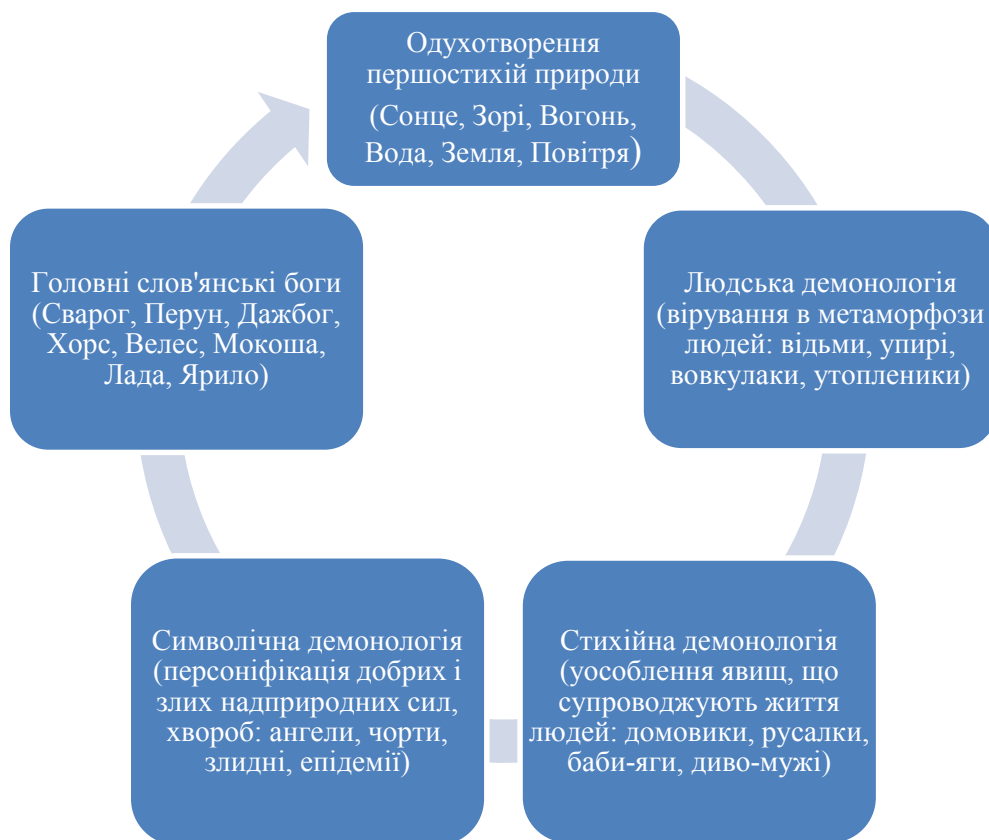 Одухотворення
першостихій природи
(Сонце, Зорі, Вогонь,
Вода, Земля, Повітря)
Людська демонологія
(вірування в метаморфози
людей: відьми, упирі,
вовкулаки, утопленики)
Стихійна демонологія
(уособлення явищ, що
супроводжують життя
людей: домовики, русалки,
баби-яги, диво-мужі)
Символічна демонологія
(персоніфікація добрих і
злих надприродних сил,
хвороб: ангели, чорти,
злидні, епідемії)
Головні слов'янські боги
(Сварог, Перун, Дажбог,
Хорс, Велес, Мокоша,
Лада, Ярило)